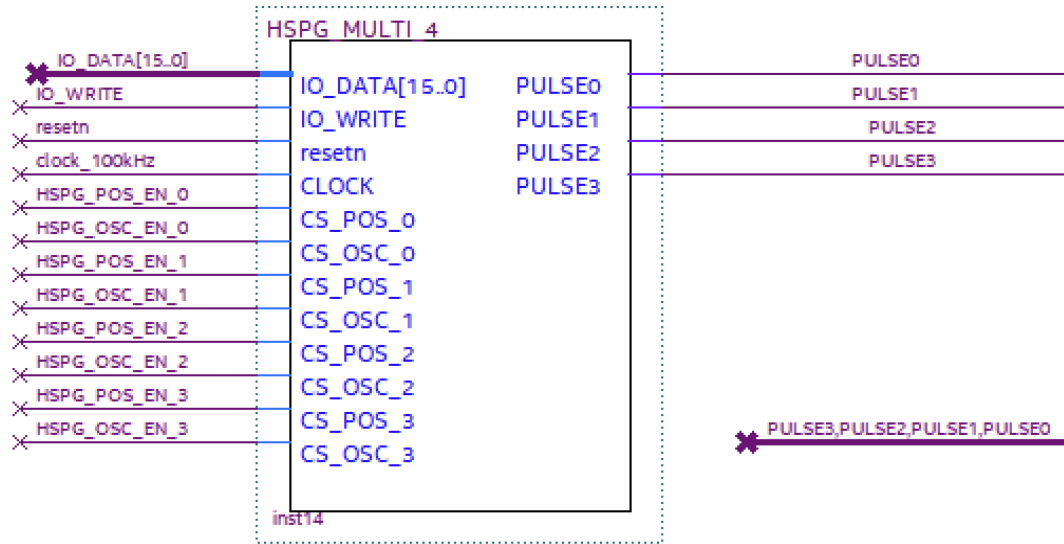 HSPG_MULTI_4
IO_DATA[15..0]
IO_WRITE
resetn
clock_100kHz
HSPG_POS_EN_0
HSPG_OSC_EN_0
HSPG_POS_EN_1
HSPG_OSC_EN_1
HSPG_POS_EN_2
HSPG_OSC_EN_2
HSPG_POS_EN_3
HSPG_OSC_EN_3
IO_DATA[15..0]
IO_WRITE
resetn
CLOCK
CS_POS_0
CS_OSC_0
CS_POS_1
CS_OSC_1
CS_POS_2
CS_OSC_2
CS_POS_3
CS_OSC_3
PULSE0
PULSE1
PULSE2
PULSE3
PULSE0
PULSE1
PULSE2
PULSE3
PULSE3,PULSE2,PULSE1,PULSE0
inst14